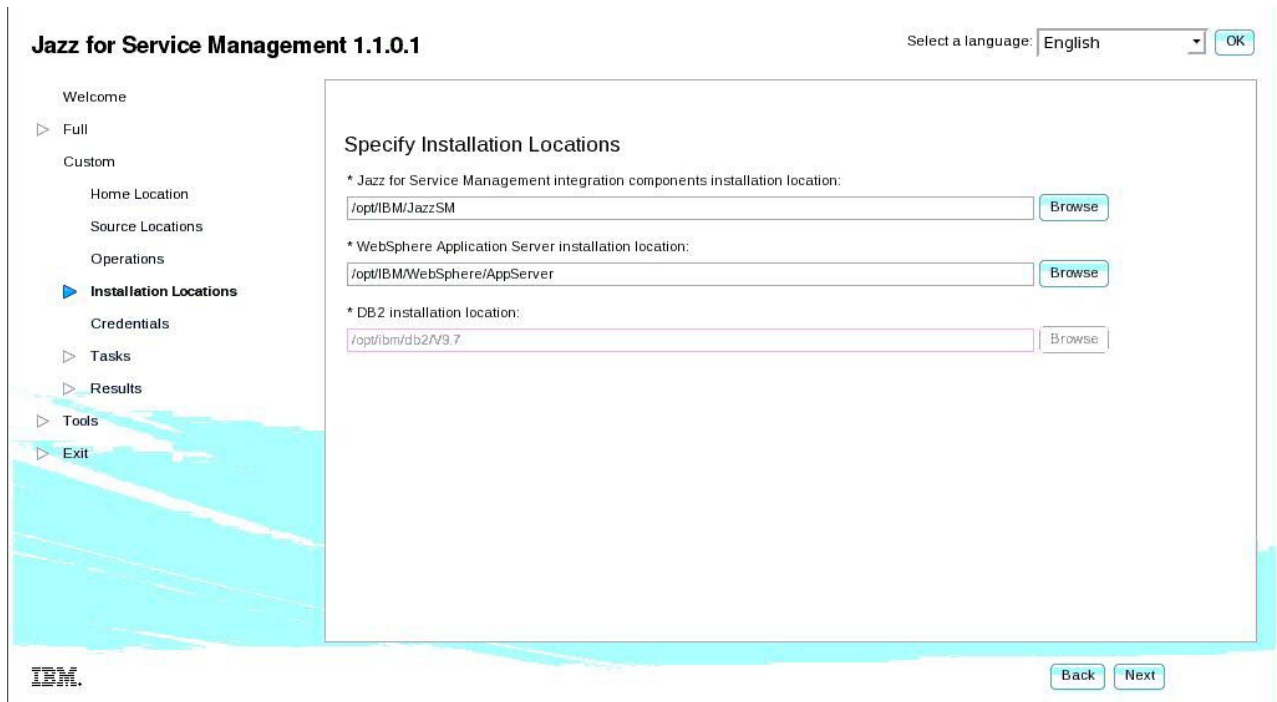 Jazz for Service Management 1.1.0.1
Select a language: English OK
Welcome
Full
Custom
Home Location
Source Locations
Operations
Installation Locations
Credentials
Tasks
Results
Tools
Exit
Specify Installation Locations
* Jazz for Service Management integration components installation location:
/opt/IBM/JazzSM Browse
* WebSphere Application Server installation location:
/opt/IBM/WebSphere/AppServer Browse
* DB2 installation location:
/opt/ibm/db2/V9.7 Browse
IBM.
Back Next